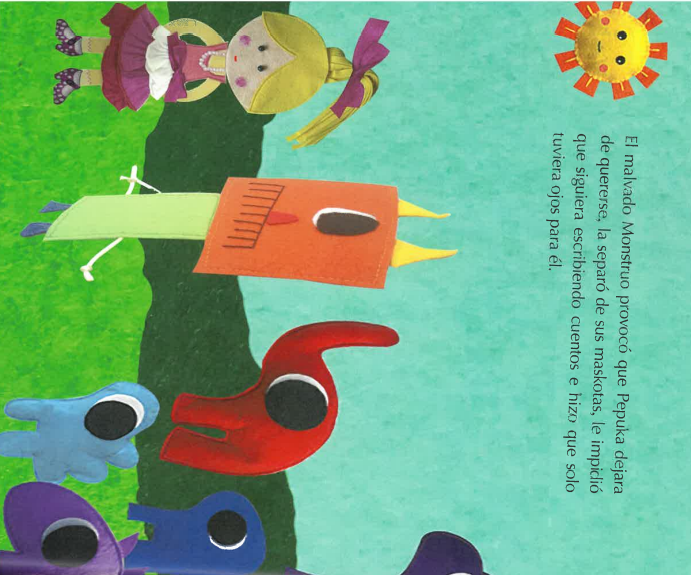 El malvado Monstruo provocó que Pepuka dejara
de quererse, la separó de sus maskotas, le impidió
que siguiera escribiendo cuentos e hizo que solo
tuviera ojos para él.